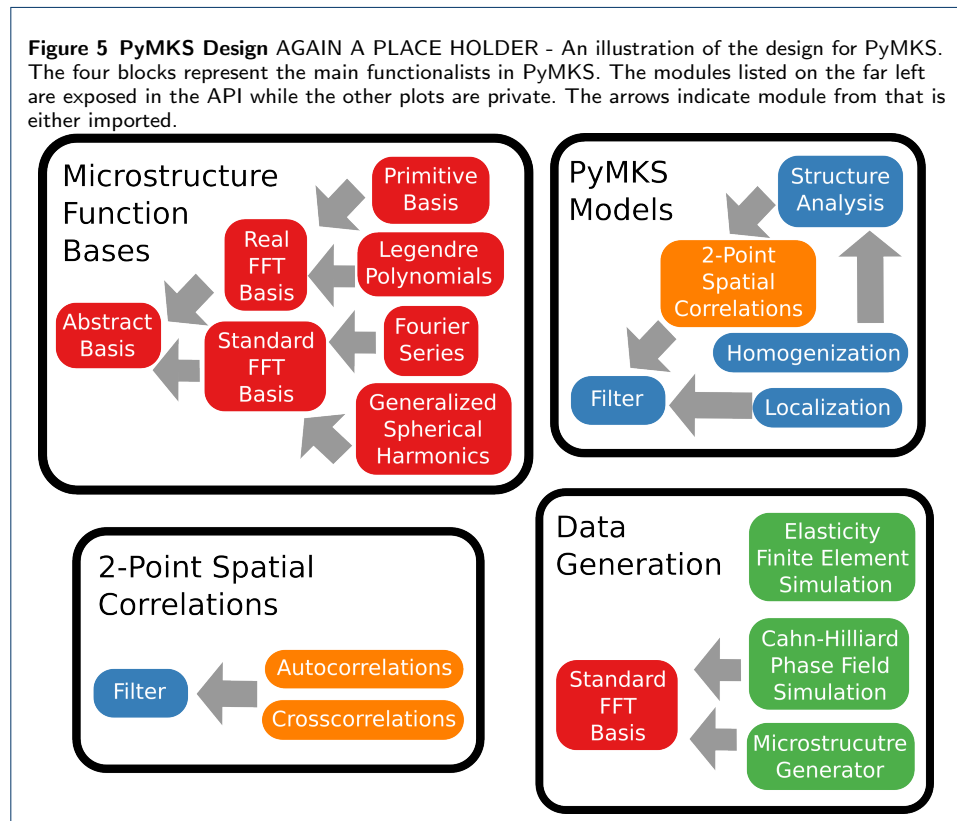 Figure 5 PyMKS Design AGAIN A PLACE HOLDER - An illustration of the design for PyMKS.
The four blocks represent the main functionalists in PyMKS. The modules listed on the far left
are exposed in the API while the other plots are private. The arrows indicate module from that is
either imported.
Microstructure
Function
Bases
Primitive
Basis
Real
FFT
Basis
Legendre
Polynomials
Abstract
Basis
Standard
FFT
Basis
Fourier
Series
Generalized
Spherical
Harmonics
PyMKS
Models
Structure
Analysis
2-Point
Spatial
Correlations
Homogenization
Filter
Localization
2-Point Spatial
Correlations
Filter
Autocorrelations
Crosscorrelations
Data
Generation
Elasticity
Finite Element
Simulation
Cahn-Hilliard
Phase Field
Simulation
Standard
FFT
Basis
Microstrucutre
Generator